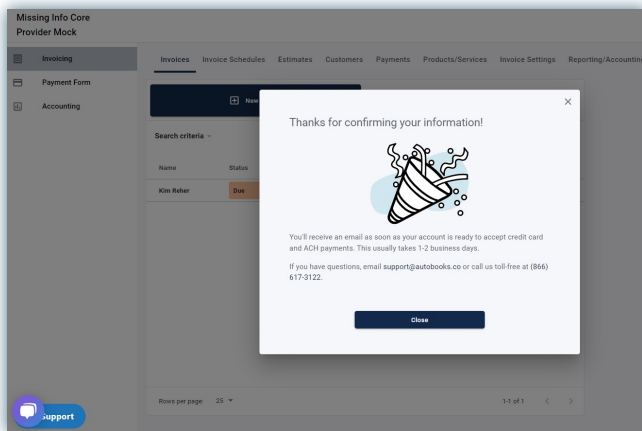 Missing Info Core
Provider Mock
Invoicing
Payment Form
Accounting
Invoices Invoice Schedules Estimates Customers Payments Products/Services Invoice Settings Reporting/Accounting
New
Search criteria
Name Status
Kim Reher Due
Thanks for confirming your information!
You'll receive an email as soon as your account is ready to accept credit card
and ACH payments. This usually takes 1-2 business days.
If you have questions, email support@autobooks.co or call us toll-free at (866)
617-3122.
Close
Rows per page: 25 1-1 of 1
Support